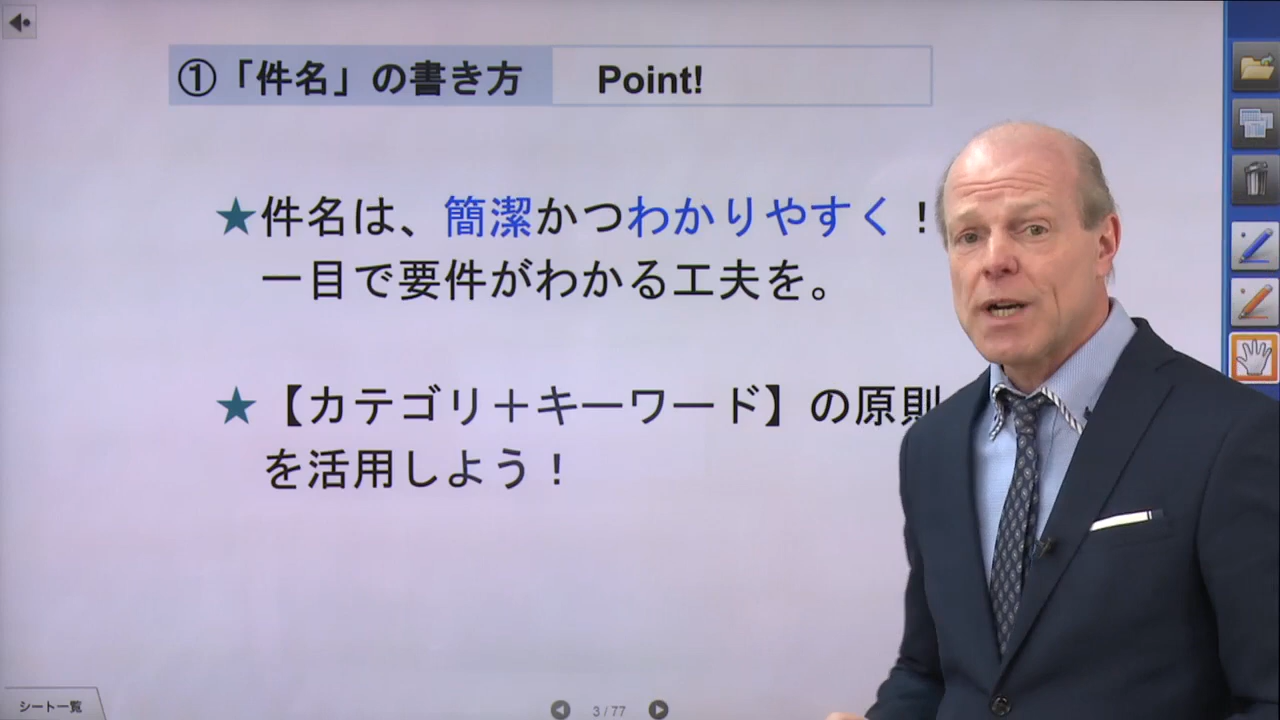 ①「件名」の書き方 Point!
★件名は、簡潔かつわかりやすく！
一目で要件がわかる工夫を。
★【カテゴリ＋キーワード】の原則
を活用しよう！
シート一覧
3 / 77